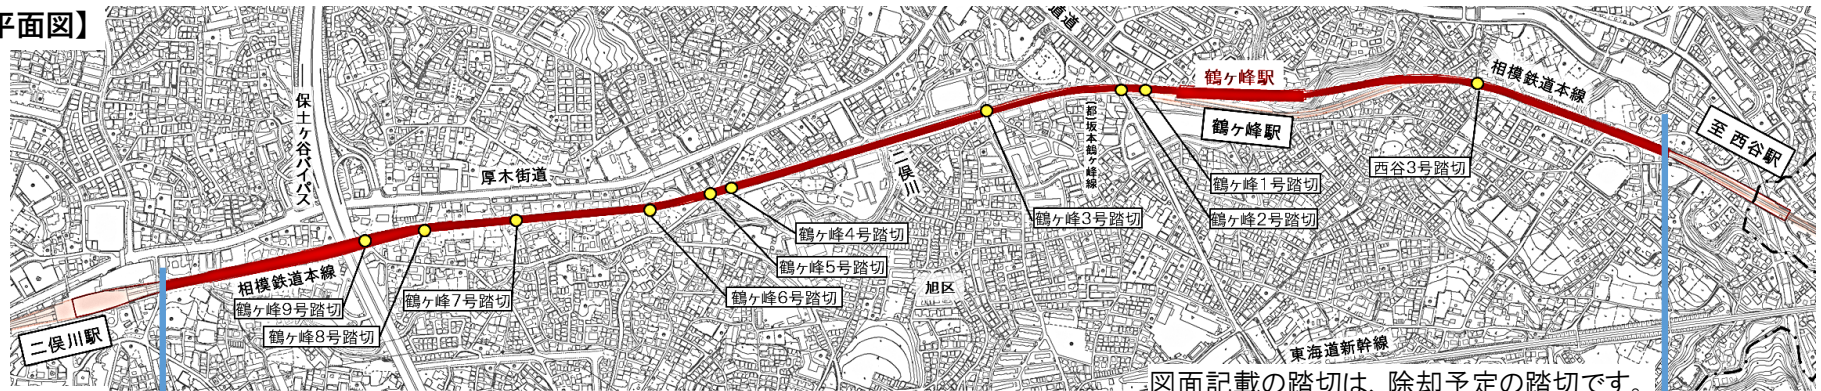 平面図】
道道
鶴ヶ峰駅
相模鉄道本線
保土ヶ谷バイパス
(都)坂本鶴ヶ峰線
鶴ヶ峰駅
至 西谷駅
厚木街道
二俣川
西谷3号踏切
鶴ヶ峰1号踏切
鶴ヶ峰3号踏切
鶴ヶ峰2号踏切
鶴ヶ峰4号踏切
鶴ヶ峰5号踏切
相模鉄道本線
旭区
鶴ヶ峰9号踏切
鶴ヶ峰7号踏切
鶴ヶ峰6号踏切
二俣川駅
鶴ヶ峰8号踏切
東海道新幹線
図面記載の踏切は、除却予定の踏切です。